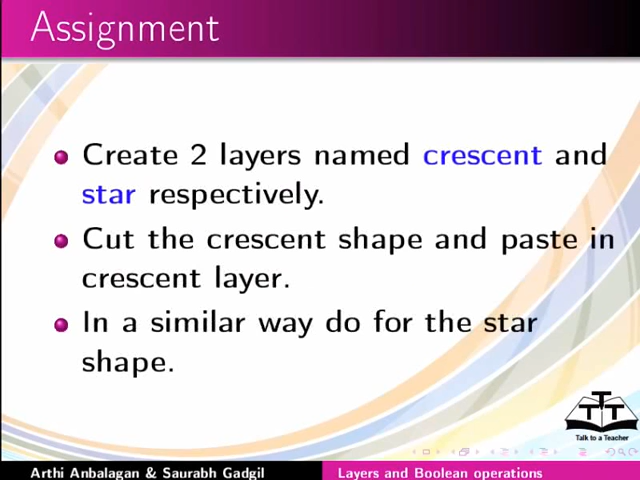 Assignment
Create 2 layers named crescent and
star respectively.
Cut the crescent shape and paste in
crescent layer.
In a similar way do for the star
shape.
TTT
Talk to a Teacher
Arthi Anbalagan & Saurabh Gadgil
Layers and Boolean operations